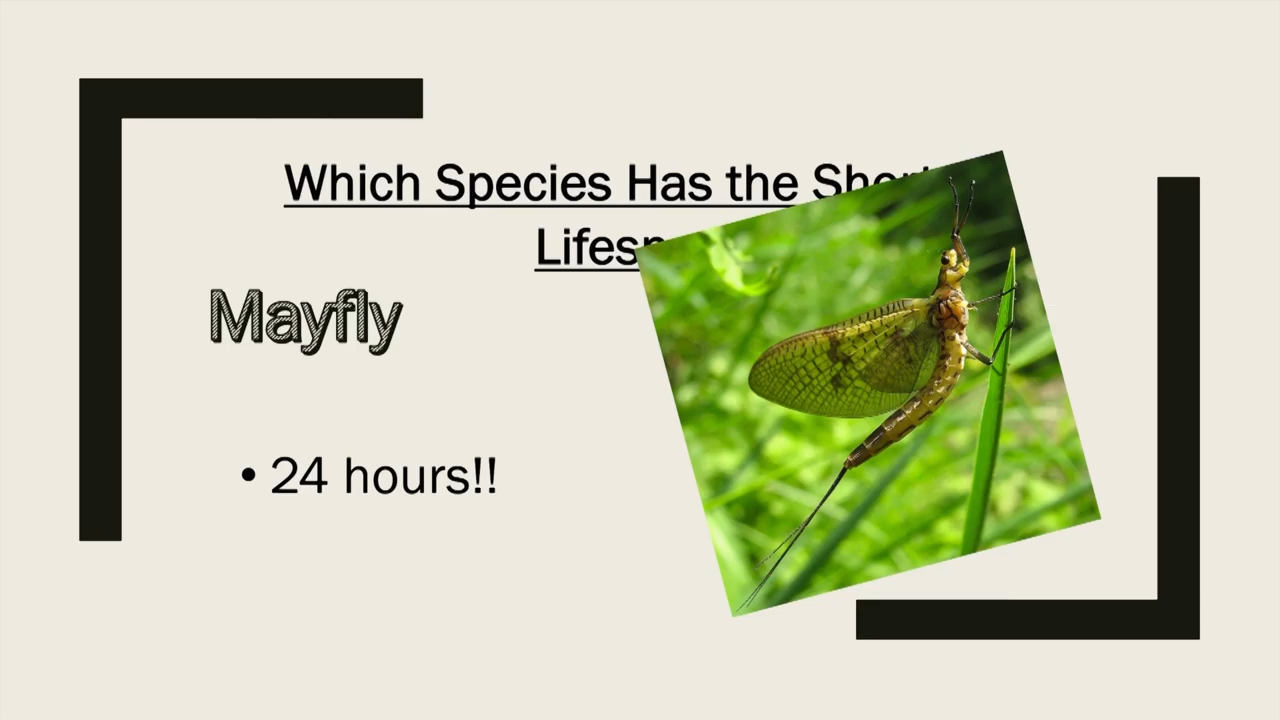 Which Species Has the
Mayfly
• 24 hours!!